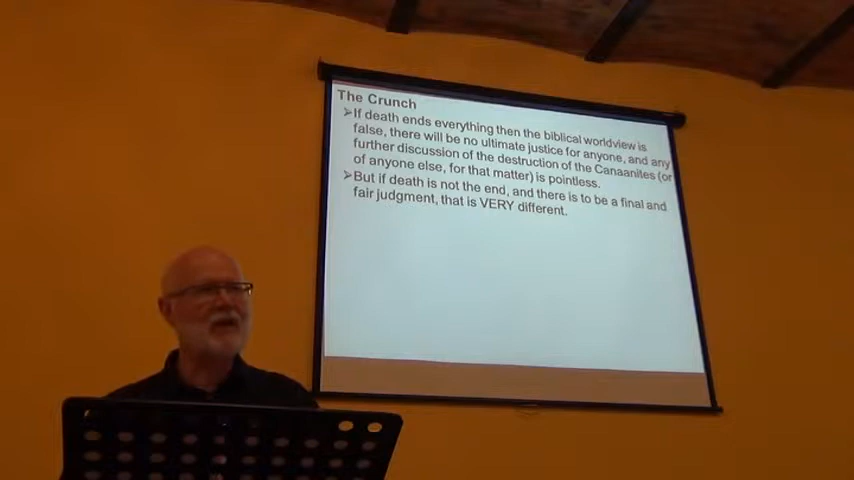 The Crunch
➢If death ends everything then the biblical worldview is
false, there will be no ultimate justice for anyone, and any
further discussion of the destruction of the Canaanites (or
of anyone else, for that matter) is pointless.
➢But if death is not the end, and there is to be a final and
fair judgment, that is VERY different.